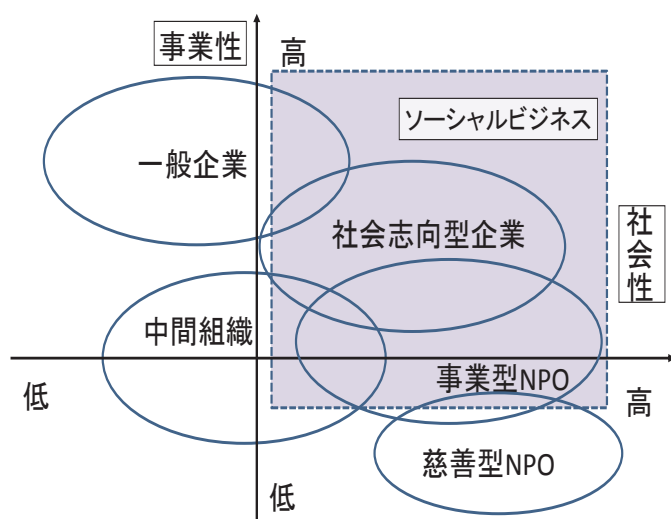 事業性
高
ソーシャルビジネス
一般企業
社会志向型企業
社会性
中間組織
事業型NPO
低
高
慈善型NPO
低